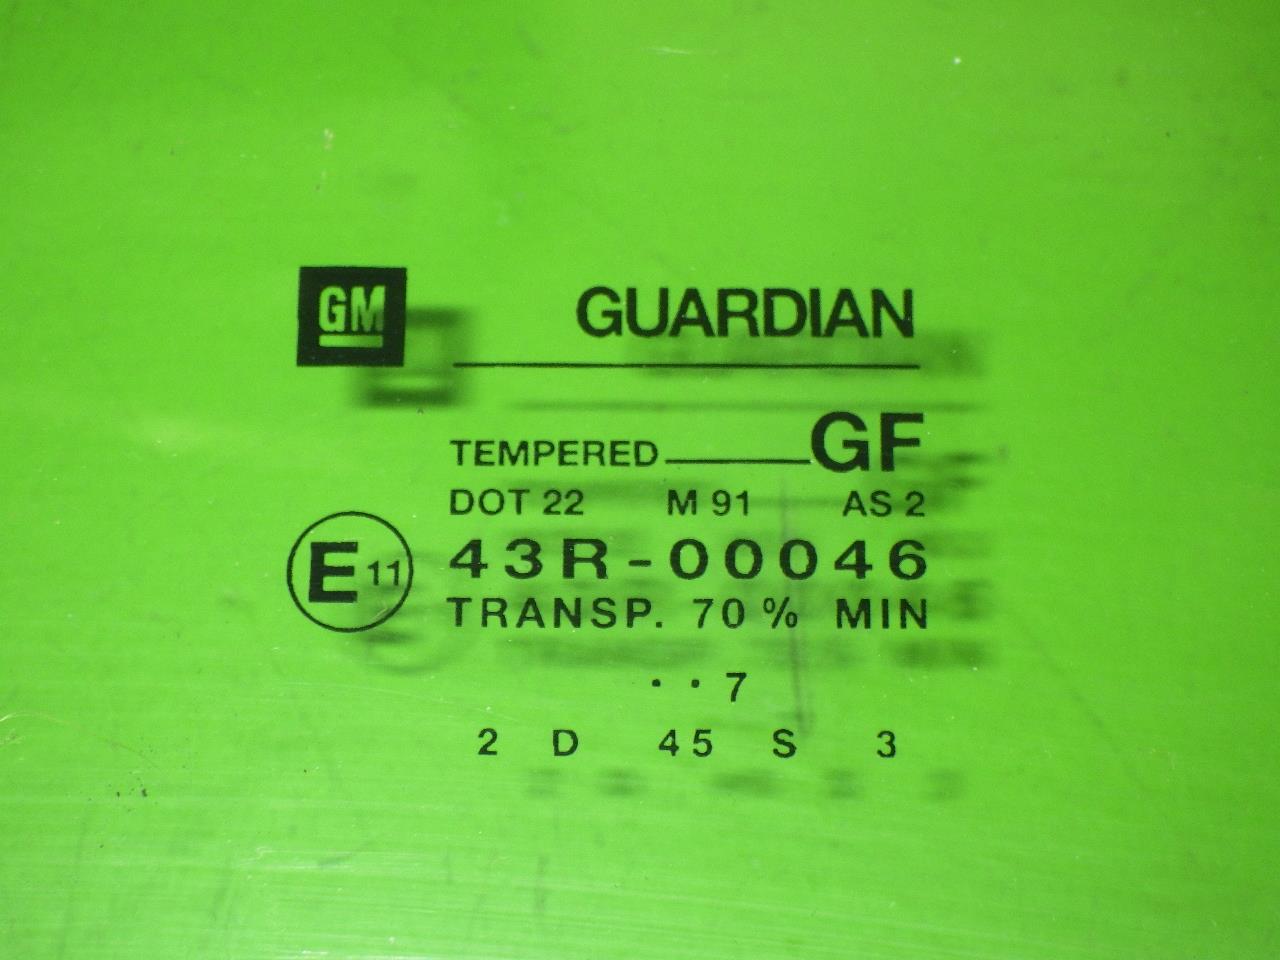 GM GUARDIAN
TEMPERED GF
DOT 22 M 91 AS 2
E 11 43R-00046
TRANSP. 70% MIN
· · 7
2 D 45 S 3